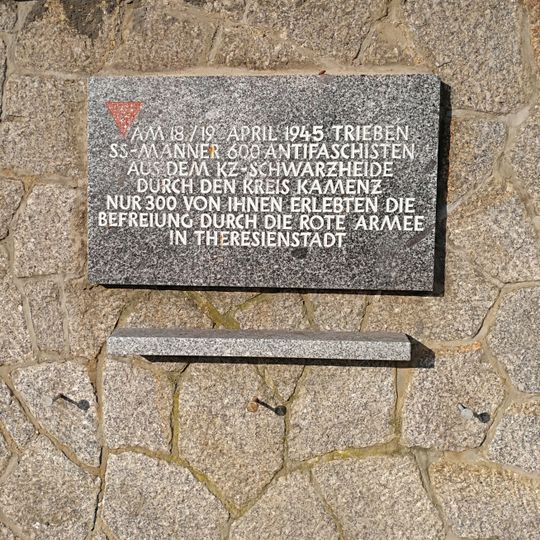 AM 18/19. APRIL 1945 TRIEBEN
SS-MÄNNER 600 ANTIFASCHISTEN
AUS DEM KZ-SCHWARZHEIDE
DURCH DEN KREIS KAMENZ
NUR 300 VON IHNEN ERLEBTEN DIE
BEFREIUNG DURCH DIE ROTE ARMEE
IN THERESIENSTADT